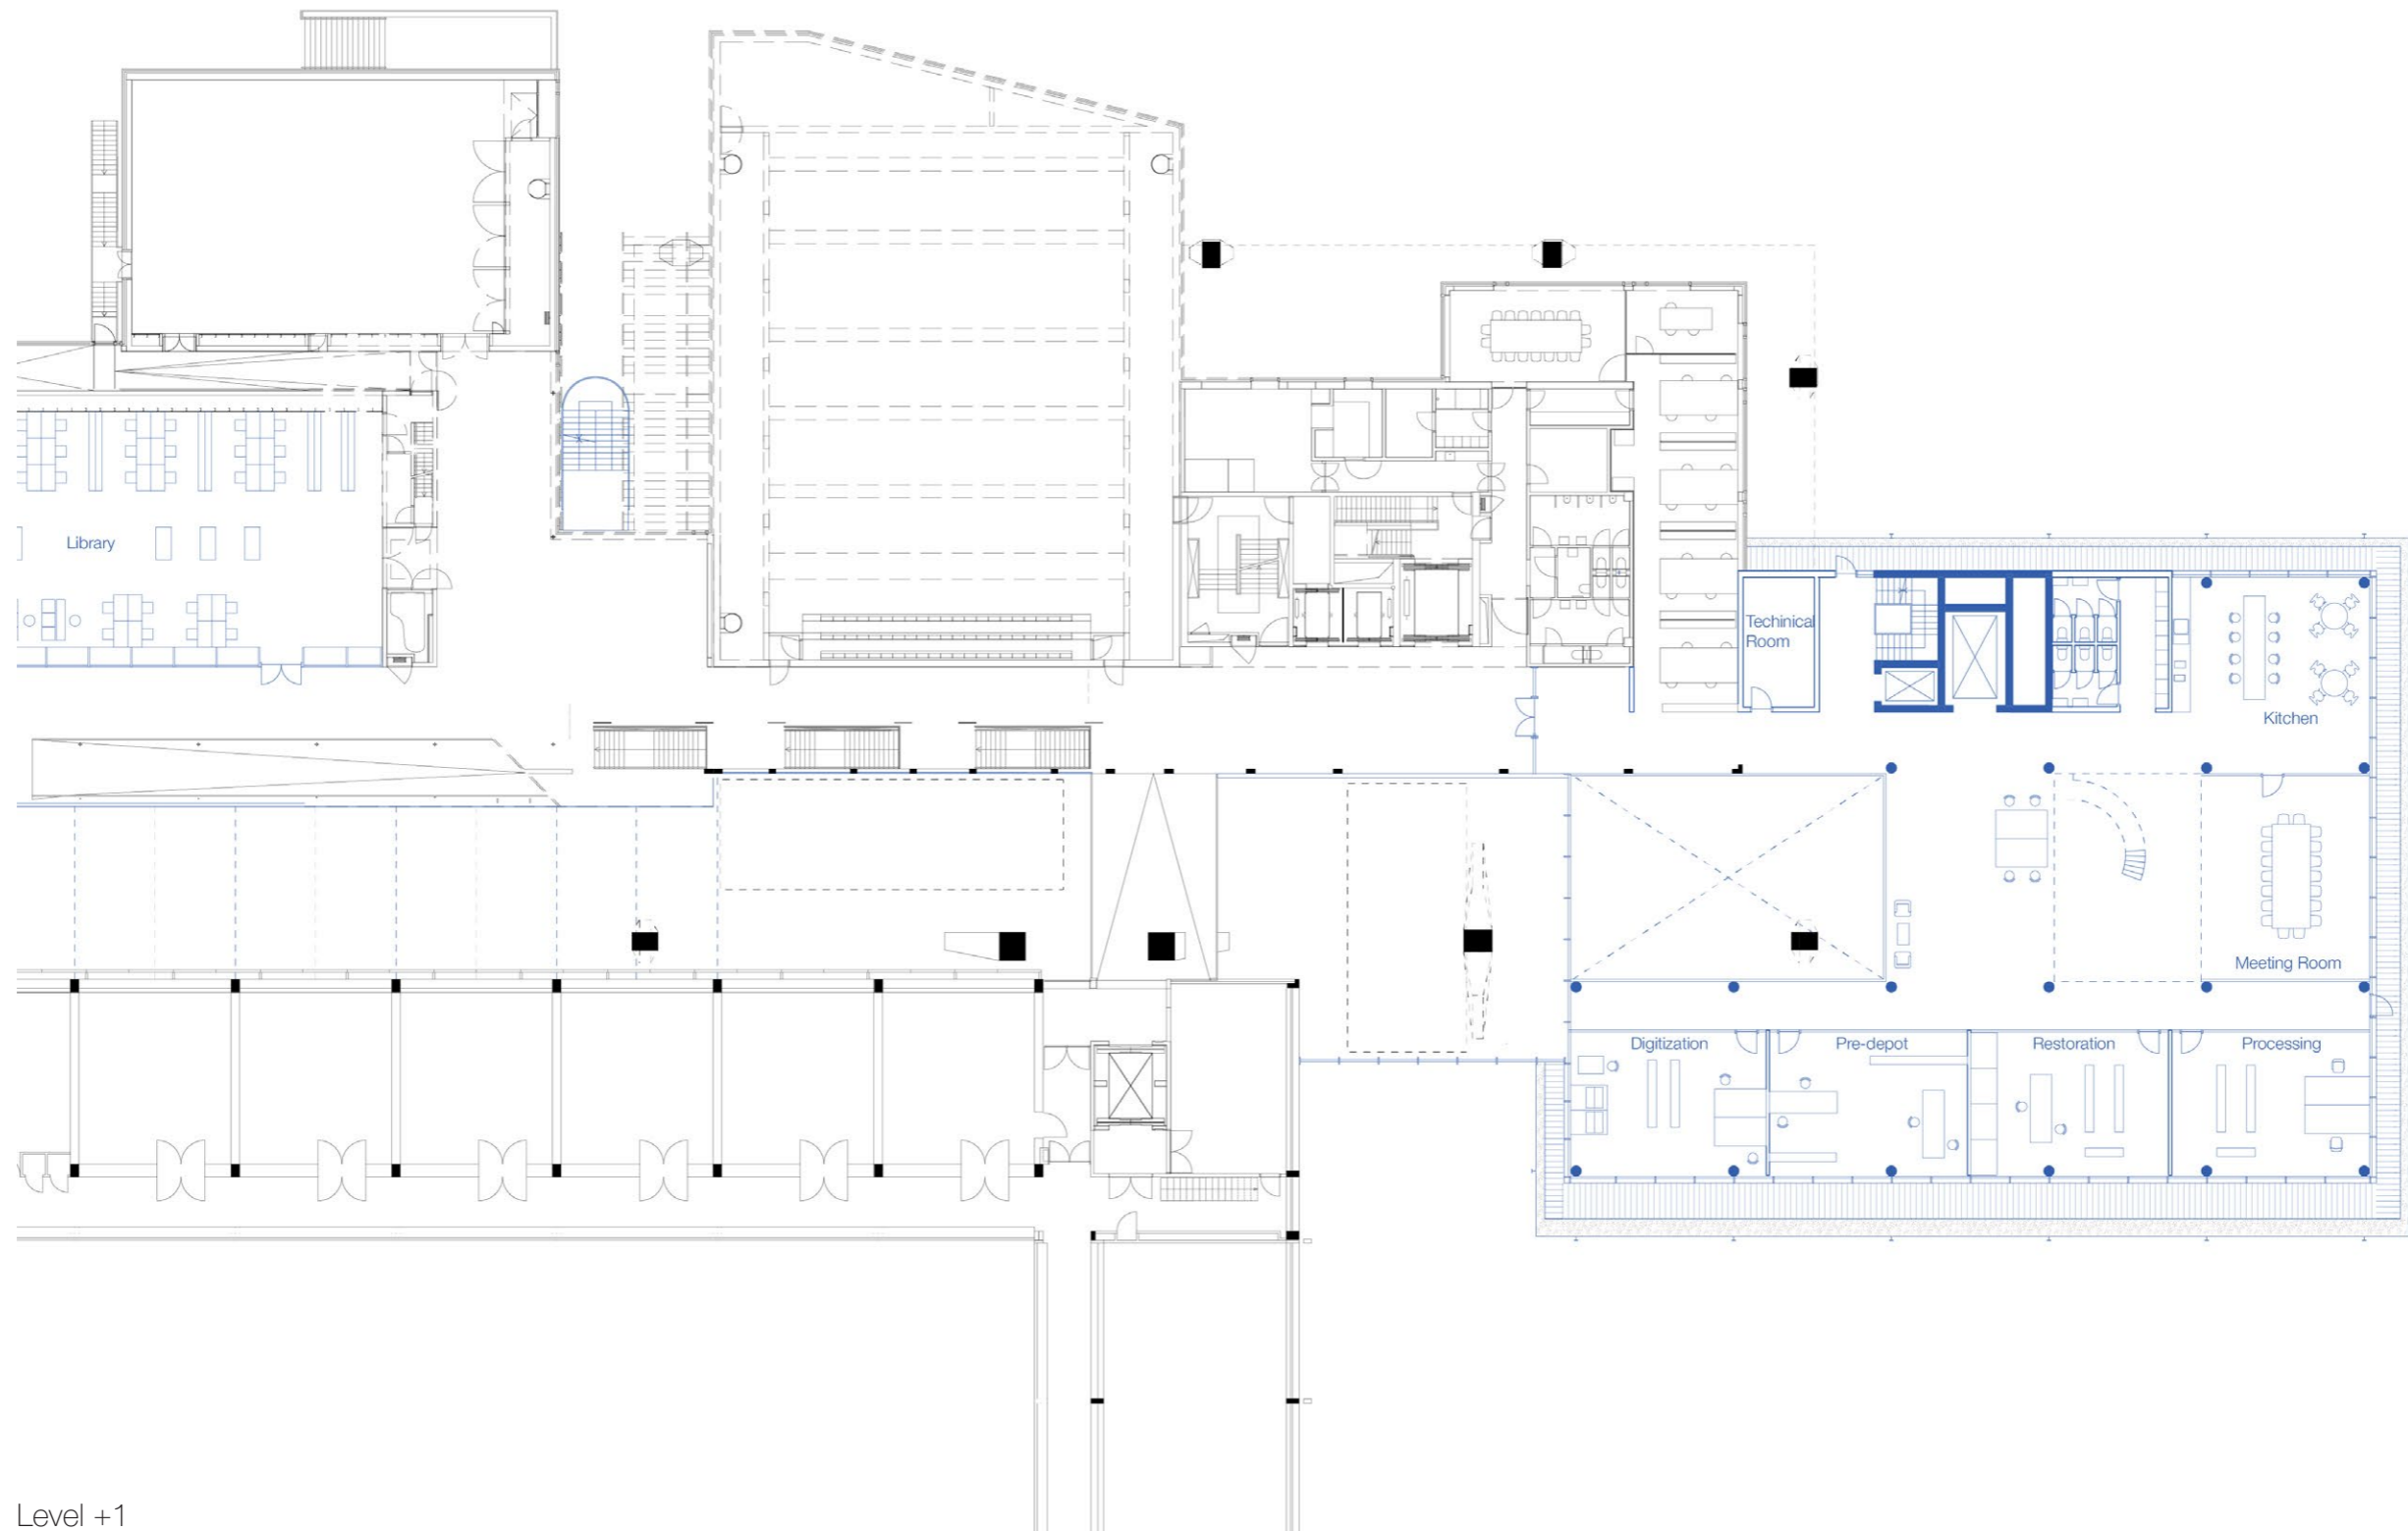 Library
Techinical
Room
Kitchen
Meeting Room
Digitization
Pre-depot
Restoration
Processing
Level +1